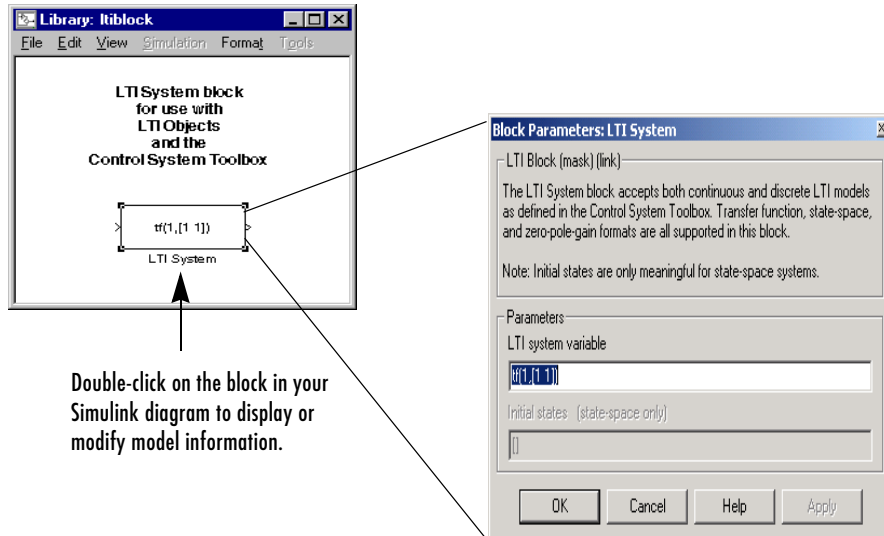 Library: ltiblock
File Edit View Simulation Format Tools
LTI System block
for use with
LTI Objects
and the
Control System Toolbox
tf(1,[1 1])
LTI System
Double-click on the block in your
Simulink diagram to display or
modify model information.
Block Parameters: LTI System
LTI Block (mask) (link)
The LTI System block accepts both continuous and discrete LTI models
as defined in the Control System Toolbox. Transfer function, state-space,
and zero-pole-gain formats are all supported in this block.
Note: Initial states are only meaningful for state-space systems.
Parameters
LTI system variable
tf(1,[1 1])
Initial states (state-space only)
[]
OK Cancel Help Apply